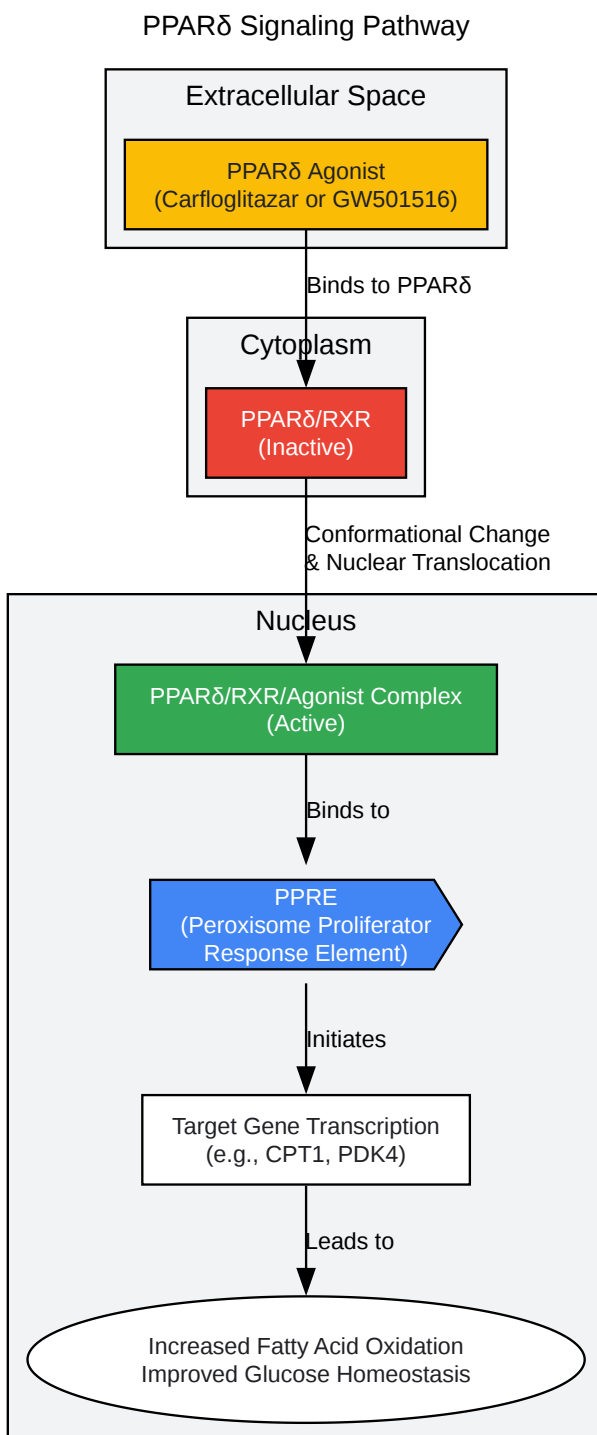 PPARδ Signaling Pathway
Extracellular Space
PPARδ Agonist
(Carfloglitazar or GW501516)
Binds to PPARδ
Cytoplasm
PPARδ/RXR
(Inactive)
Conformational Change
& Nuclear Translocation
Nucleus
PPARδ/RXR/Agonist Complex
(Active)
Binds to
PPRE
(Peroxisome Proliferator
Response Element)
Initiates
Target Gene Transcription
(e.g., CPT1, PDK4)
Leads to
Increased Fatty Acid Oxidation
Improved Glucose Homeostasis